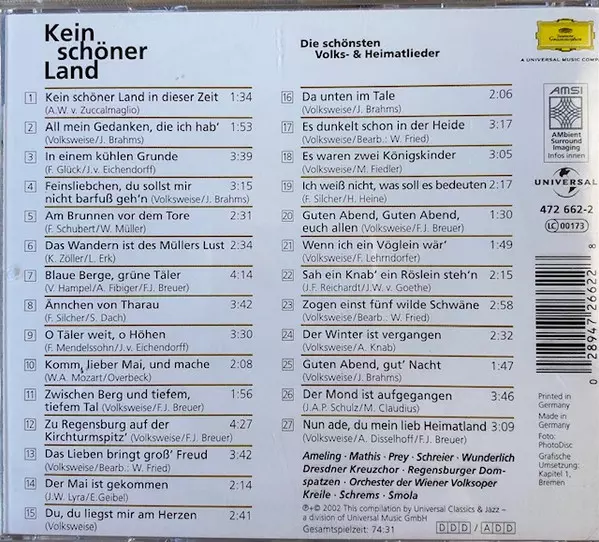 Kein
schöner
Land
Die schönsten
Volks- & Heimatlieder
Deutsche
Grammophon
A UNIVERSAL MUSIC COMP
1 Kein schöner Land in dieser Zeit 1:34
(A.W. v. Zuccalmaglio)
2 All mein Gedanken, die ich hab' 1:53
(Volksweise/J. Brahms)
3 In einem kühlen Grunde 3:39
(F. Glück/J.v. Eichendorff)
4 Feinsliebchen, du sollst mir 3:15
nicht barfuß geh'n (Volksweise/J. Brahms)
5 Am Brunnen vor dem Tore 2:31
(F. Schubert/W. Müller)
6 Das Wandern ist des Müllers Lust 2:34
(K. Zöller/L. Erk)
7 Blaue Berge, grüne Täler 4:14
(V. Hampel/A. Fibiger/F.J. Breuer)
8 Ännchen von Tharau 3:42
(F. Silcher/S. Dach)
9 O Täler weit, o Höhen 3:30
(F. Mendelssohn/J.v. Eichendorff)
10 Komm, lieber Mai, und mache 2:08
(W.A. Mozart/Overbeck)
11 Zwischen Berg und tiefem, 1:56
tiefem Tal (Volksweise/F.J. Breuer)
12 Zu Regensburg auf der 4:27
Kirchturmspitz' (Volksweise/F.J. Breuer)
13 Das Lieben bringt groß' Freud 3:42
(Volksweise/Bearb.: W. Fried)
14 Der Mai ist gekommen 2:14
(J.W. Lyra/E.Geibel)
15 Du, du liegst mir am Herzen 2:41
(Volksweise)
16 Da unten im Tale 2:06
(Volksweise/J. Brahms)
17 Es dunkelt schon in der Heide 3:17
(Volksweise/Bearb.: W. Fried)
18 Es waren zwei Königskinder 3:05
(Volksweise/M. Fiedler)
19 Ich weiß nicht, was soll es bedeuten 2:17
(F. Silcher/H. Heine)
20 Guten Abend, Guten Abend, 1:30
euch allen (Volksweise/F.J. Breuer)
21 Wenn ich ein Vöglein wär' 1:49
(Volksweise/F. Lehrndorfer)
22 Sah ein Knab' ein Röslein steh'n 2:15
(J.F. Reichardt/J.W. v. Goethe)
23 Zogen einst fünf wilde Schwäne 2:58
(Volksweise/Bearb.: W. Fried)
24 Der Winter ist vergangen 2:32
(Volksweise/A. Knab)
25 Guten Abend, gut' Nacht 1:47
(Volksweise/J. Brahms)
26 Der Mond ist aufgegangen 3:46
(J.A.P. Schulz/M. Claudius)
27 Nun ade, du mein lieb Heimatland 3:09
(Volksweise/A. Disselhoff/F.J. Breuer)
Ameling · Mathis · Prey · Schreier · Wunderlich
Dresdner Kreuzchor · Regensburger Dom-
spatzen · Orchester der Wiener Volksoper
Kreile · Schrems · Smola
℗+© 2002 This compilation by Universal Classics & Jazz –
a division of Universal Music GmbH
Gesamtspielzeit: 74:31
DDD / ADD
AMSI
AMbient
Surround
Imaging
Infos innen
UNIVERSAL
472 662-2
LC 00173
0 28947 26622 8
Printed in
Germany
Made in
Germany
Foto:
PhotoDisc
Grafische
Umsetzung:
Kapitel 1,
Bremen